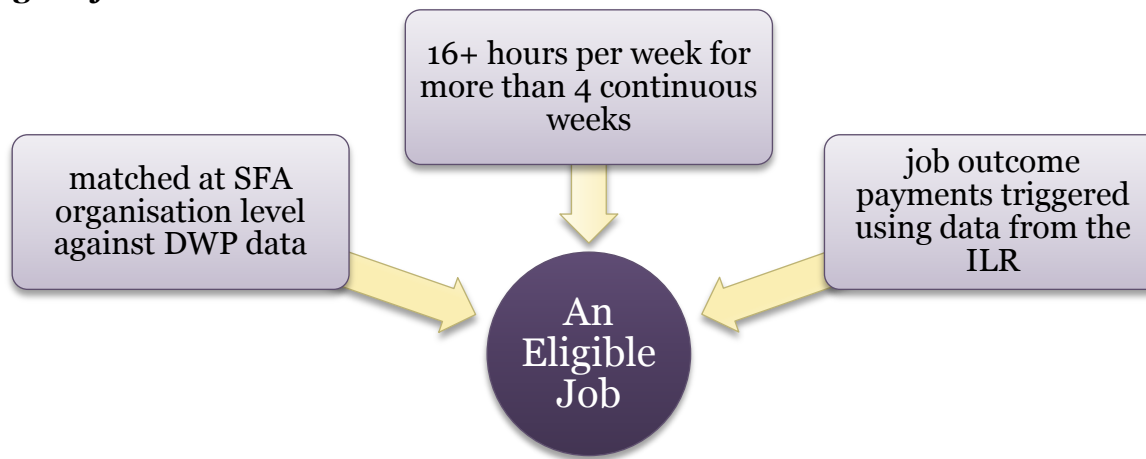 16+ hours per week for
more than 4 continuous
weeks
matched at SFA
organisation level
against DWP data
job outcome
payments triggered
using data from the
ILR
An
Eligible
Job